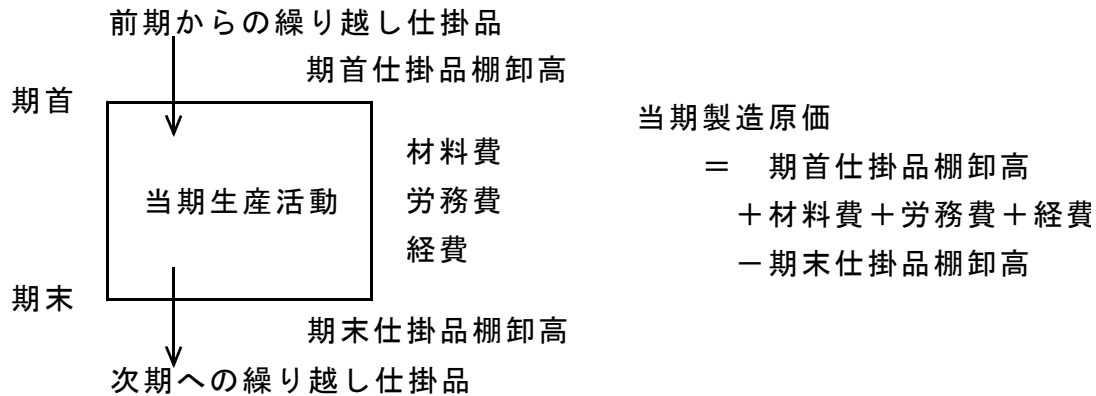 前期からの繰り越し仕掛品
期首仕掛品棚卸高
期首
材料費
当期生産活動
労務費
経費
期末
期末仕掛品棚卸高
次期への繰り越し仕掛品
当期製造原価
＝ 期首仕掛品棚卸高
＋材料費＋労務費＋経費
－期末仕掛品棚卸高